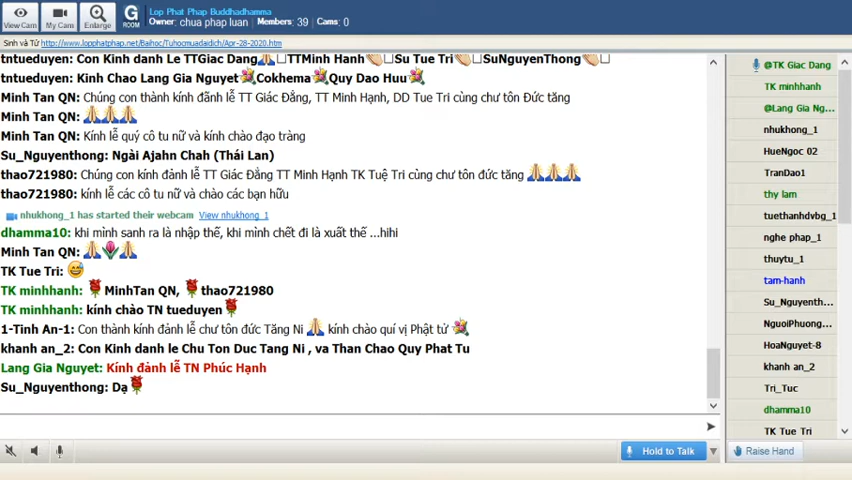 View Cam
My Cam
Enlarge
G
ROOM
Lop Phat Phap Buddhadhamma
Owner: chua phap luan / Members: 39 / Cams: 0
Sinh và Tử http://www.lopphatphap.net/Baihoc/Tuhocmuadaidich/Apr-28-2020.htm
tntueduyen: Con Kinh danh Le TTGiac Dang🙏□TTMinh Hanh👏□Su Tue Tri👏□SuNguyenThong👏□
tntueduyen: Kinh Chao Lang Gia Nguyet💐Cokhema💐Quy Dao Huu💐
Minh Tan QN: Chúng con thành kính đãnh lễ TT Giác Đẳng, TT Minh Hạnh, DD Tue Tri cùng chư tôn Đức tăng
Minh Tan QN: 🙏🙏🙏
Minh Tan QN: Kính lễ quý cô tu nữ và kính chào đạo tràng
Su_Nguyenthong: Ngài Ajahn Chah (Thái Lan)
thao721980: Chúng con kính đảnh lễ TT Giác Đẳng TT Minh Hạnh TK Tuệ Tri cùng chư tôn đức tăng 🙏🙏🙏
thao721980: kính lễ các cô tu nữ và chào các bạn hữu
nhukhong_1 has started their webcam View nhukhong_1
dhamma10: khi mình sanh ra là nhập thế, khi mình chết đi là xuất thế ...hihi
Minh Tan QN: 🙏🌷🙏
TK Tue Tri: 😅
TK minhhanh: 🌹MinhTan QN, 🌹thao721980
TK minhhanh: kính chào TN tueduyen🌹
1-Tinh An-1: Con thành kính đảnh lễ chư tôn đức Tăng Ni 🙏 kính chào quí vị Phật tử 💐
khanh an_2: Con Kinh danh le Chu Ton Duc Tang Ni , va Than Chao Quy Phat Tu
Lang Gia Nguyet: Kính đảnh lễ TN Phúc Hạnh
Su_Nguyenthong: Dạ🌹
Hold to Talk
@TK Giac Dang
TK minhhanh
@Lang Gia Ng...
nhukhong_1
HueNgoc 02
TranDao1
thy lam
tuethanhdvbg_1
nghe phap_1
thuytu_1
tam-hanh
Su_Nguyenth...
NguoiPhuong...
HoaNguyet-8
khanh an_2
Tri_Tuc
dhamma10
TK Tue Tri
Raise Hand